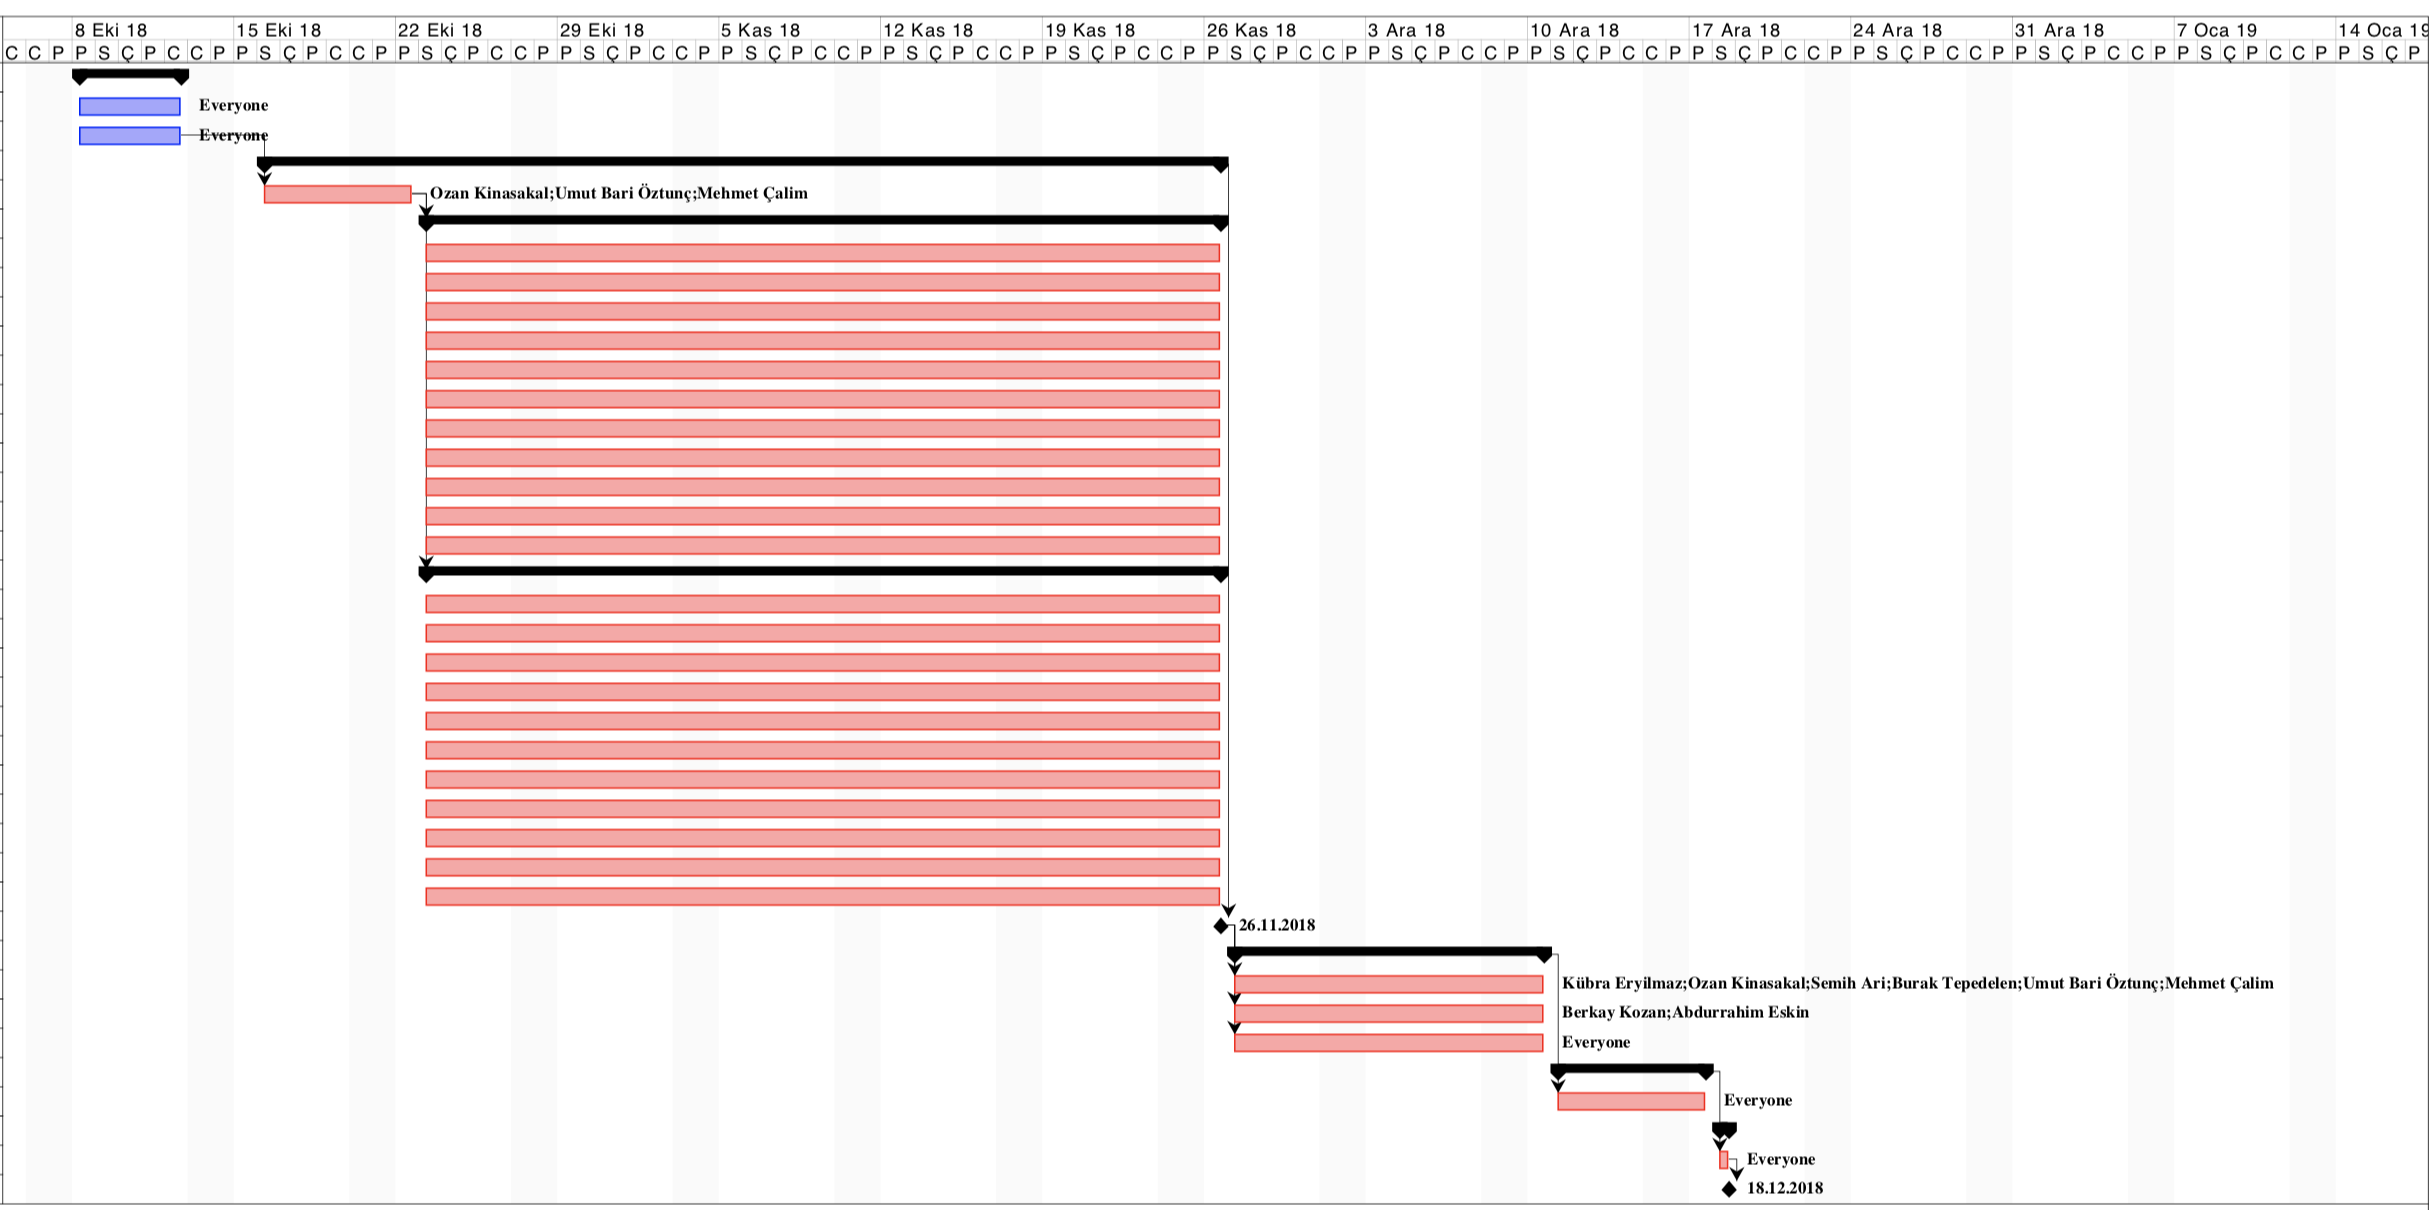 8 Eki 18 15 Eki 18 22 Eki 18 29 Eki 18 5 Kas 18 12 Kas 18 19 Kas 18 26 Kas 18 3 Ara 18 10 Ara 18 17 Ara 18 24 Ara 18 31 Ara 18 7 Oca 19 14 Oca 19
C C P P S Ç P C C P P S Ç P C C P P S Ç P C C P P S Ç P C C P P S Ç P C C P P S Ç P C C P P S Ç P C C P P S Ç P C C P P S Ç P C C P P S Ç P C C P P S Ç P C C P P S Ç P C C P P S Ç P C C P P S Ç P C C P P S Ç P
Everyone
Everyone
Ozan Kinasakal;Umut Bari Öztunç;Mehmet Çalim
26.11.2018
Kübra Eryilmaz;Ozan Kinasakal;Semih Ari;Burak Tepedelen;Umut Bari Öztunç;Mehmet Çalim
Berkay Kozan;Abdurrahim Eskin
Everyone
Everyone
Everyone
18.12.2018